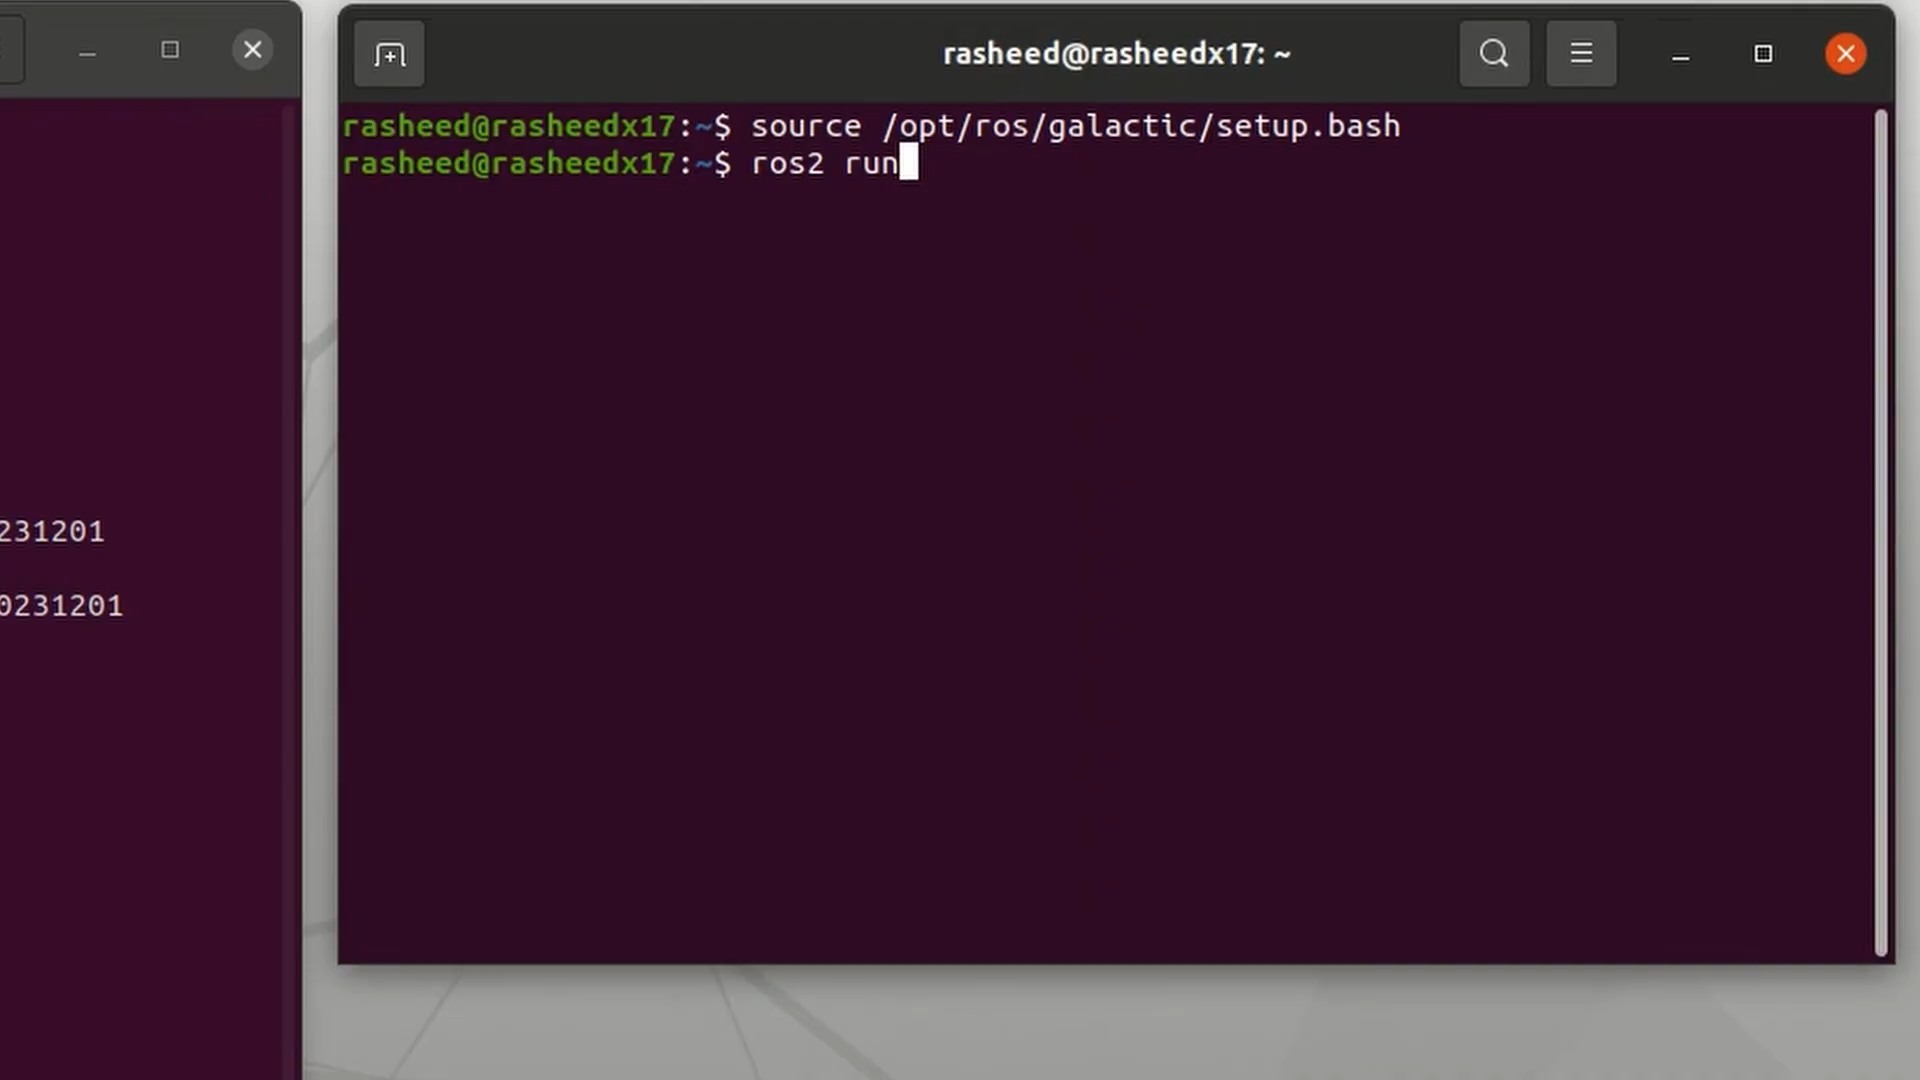 rasheed@rasheedx17: ~
rasheed@rasheedx17:~$ source /opt/ros/galactic/setup.bash
rasheed@rasheedx17:~$ ros2 run
231201
0231201